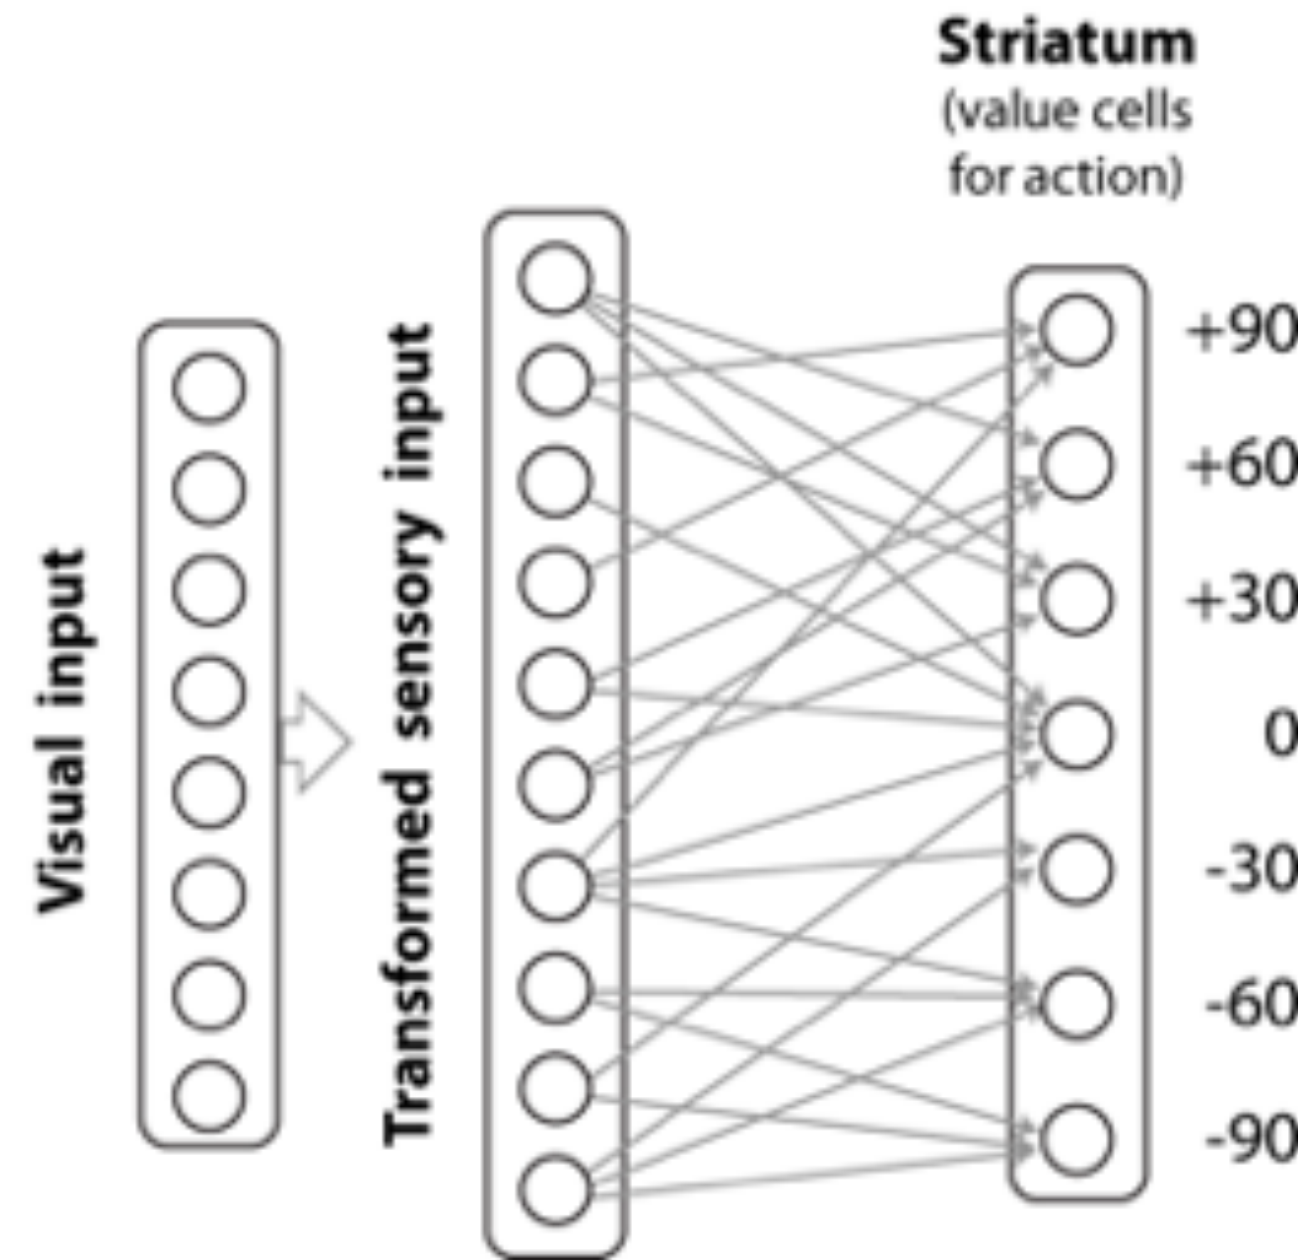 Striatum
(value cells
for action)
Visual input
Transformed sensory input
+90
+60
+30
0
-30
-60
-90